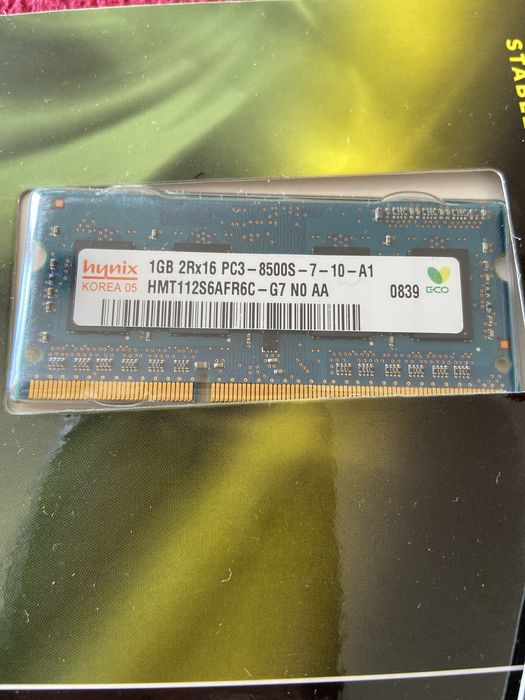 hynix
KOREA 05
1GB 2Rx16 PC3-8500S-7-10-A1
HMT112S6AFR6C-G7 N0 AA
0839
ECO